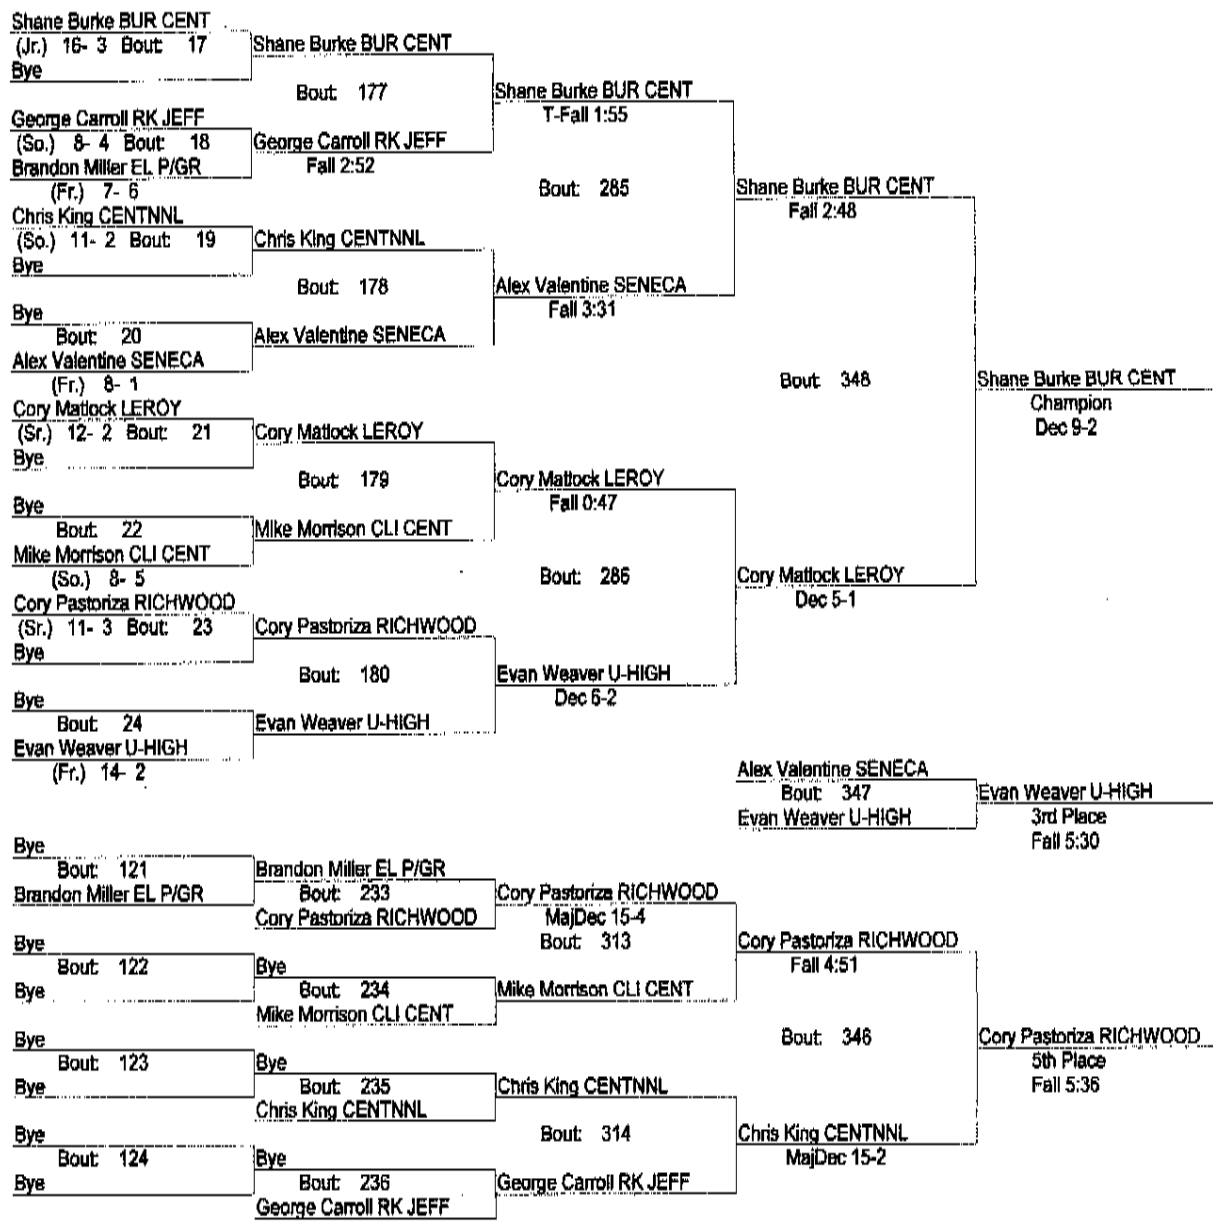 Shane Burke BUR CENT
(Jr.) 16- 3 Bout: 17
Bye
Shane Burke BUR CENT
Bout: 177
George Carroll RK JEFF
(So.) 8- 4 Bout: 18
Brandon Miller EL P/GR
(Fr.) 7- 6
George Carroll RK JEFF
Fall 2:52
Shane Burke BUR CENT
T-Fall 1:55
Bout: 285
Chris King CENTNNL
(So.) 11- 2 Bout: 19
Bye
Chris King CENTNNL
Bout: 178
Bye
Bout: 20
Alex Valentine SENECA
(Fr.) 8- 1
Alex Valentine SENECA
Alex Valentine SENECA
Fall 3:31
Shane Burke BUR CENT
Fall 2:48
Bout: 348
Shane Burke BUR CENT
Champion
Dec 9-2
Cory Matlock LEROY
(Sr.) 12- 2 Bout: 21
Bye
Cory Matlock LEROY
Bout: 179
Bye
Bout: 22
Mike Morrison CLI CENT
(So.) 8- 5
Mike Morrison CLI CENT
Cory Matlock LEROY
Fall 0:47
Bout: 286
Cory Matlock LEROY
Dec 5-1
Cory Pastoriza RICHWOOD
(Sr.) 11- 3 Bout: 23
Bye
Cory Pastoriza RICHWOOD
Bout: 180
Bye
Bout: 24
Evan Weaver U-HIGH
(Fr.) 14- 2
Evan Weaver U-HIGH
Evan Weaver U-HIGH
Dec 6-2
Alex Valentine SENECA
Bout: 347
Evan Weaver U-HIGH
Evan Weaver U-HIGH
3rd Place
Fall 5:30
Bye
Bout: 121
Brandon Miller EL P/GR
Brandon Miller EL P/GR
Bout: 233
Cory Pastoriza RICHWOOD
Cory Pastoriza RICHWOOD
MajDec 15-4
Bout: 313
Bye
Bout: 122
Bye
Bye
Bout: 234
Mike Morrison CLI CENT
Mike Morrison CLI CENT
Cory Pastoriza RICHWOOD
Fall 4:51
Bout: 346
Cory Pastoriza RICHWOOD
5th Place
Fall 5:36
Bye
Bout: 123
Bye
Bye
Bout: 235
Chris King CENTNNL
Chris King CENTNNL
Bout: 314
Chris King CENTNNL
MajDec 15-2
Bye
Bout: 124
Bye
Bye
Bout: 236
George Carroll RK JEFF
George Carroll RK JEFF